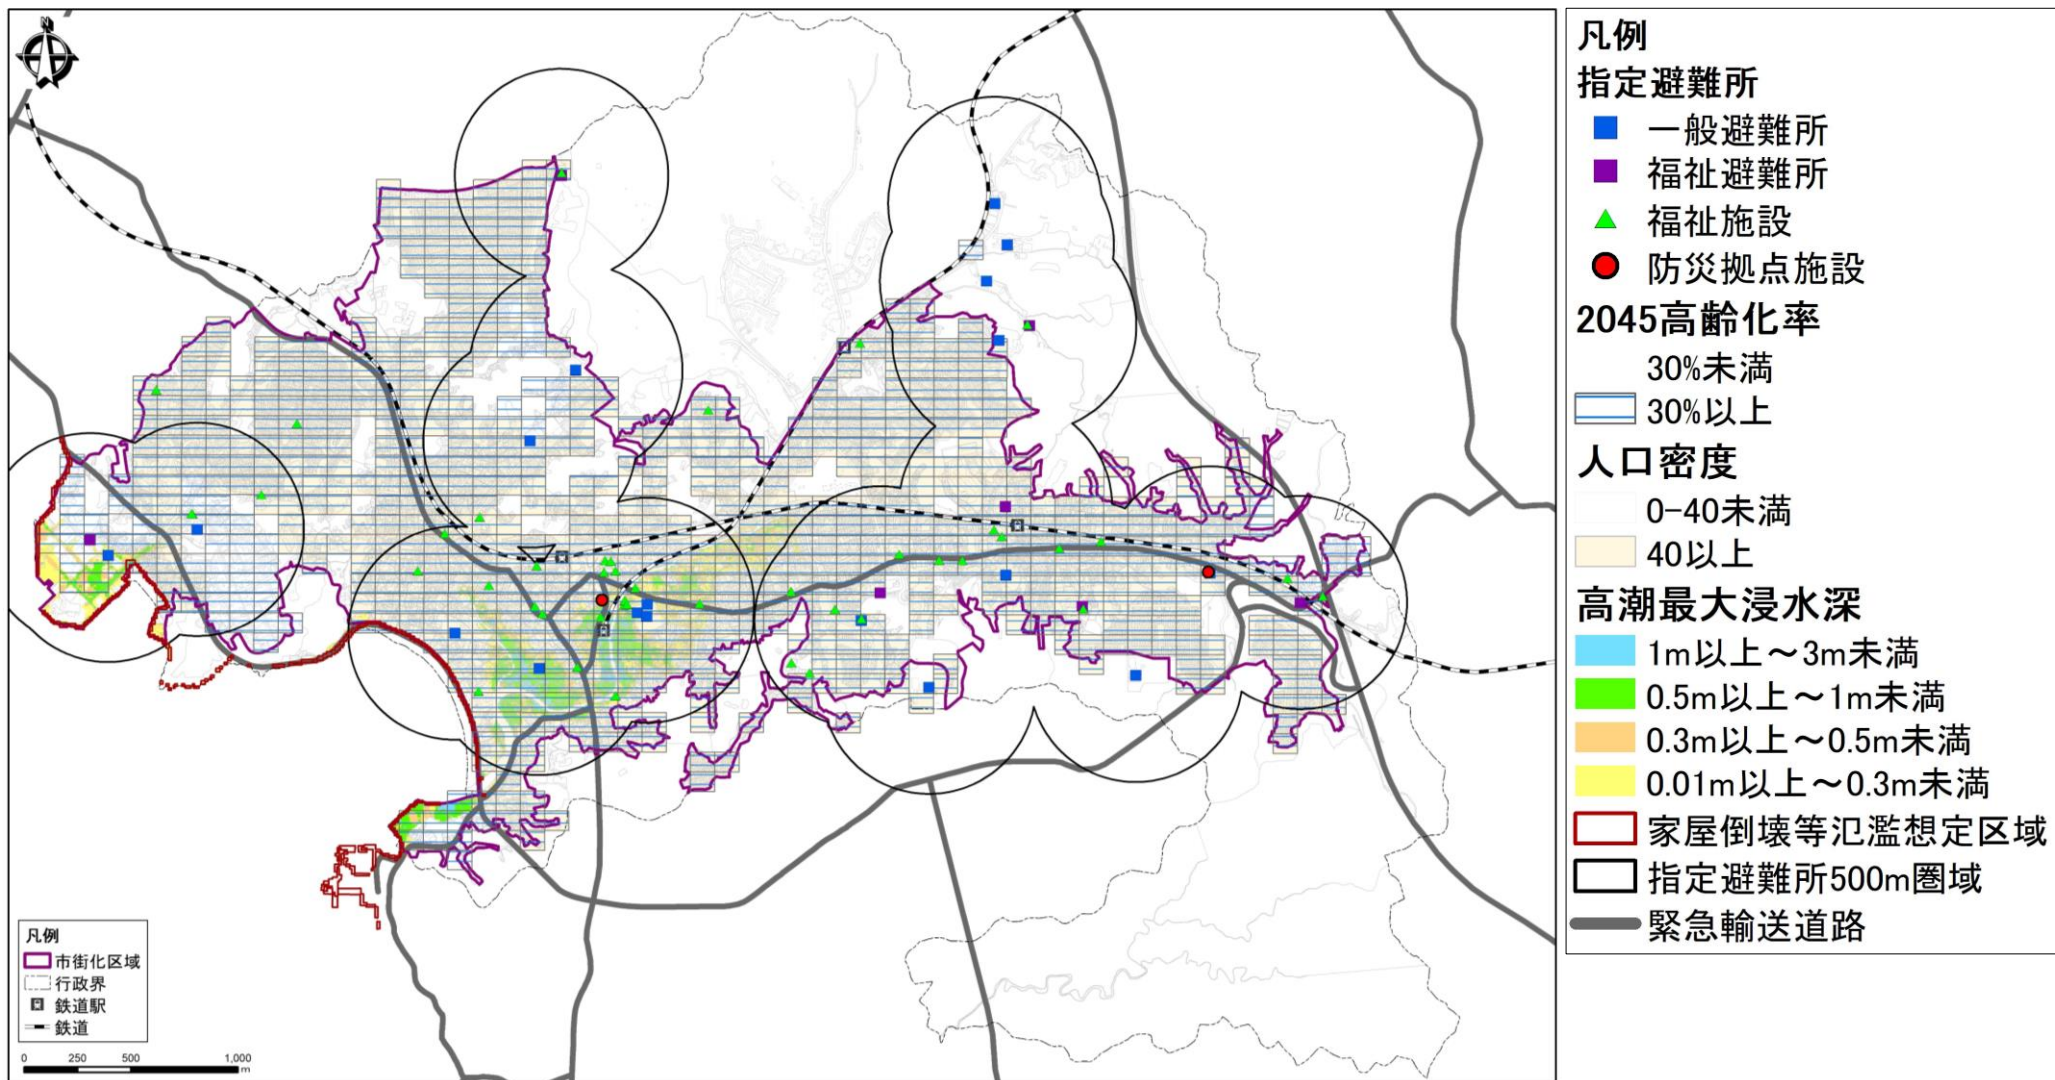 N
凡例
市街化区域
行政界
鉄道駅
鉄道
0 250 500 1,000
m
凡例
指定避難所
一般避難所
福祉避難所
福祉施設
防災拠点施設
2045高齢化率
30%未満
30%以上
人口密度
0-40未満
40以上
高潮最大浸水深
1m以上～3m未満
0.5m以上～1m未満
0.3m以上～0.5m未満
0.01m以上～0.3m未満
家屋倒壊等氾濫想定区域
指定避難所500m圏域
緊急輸送道路